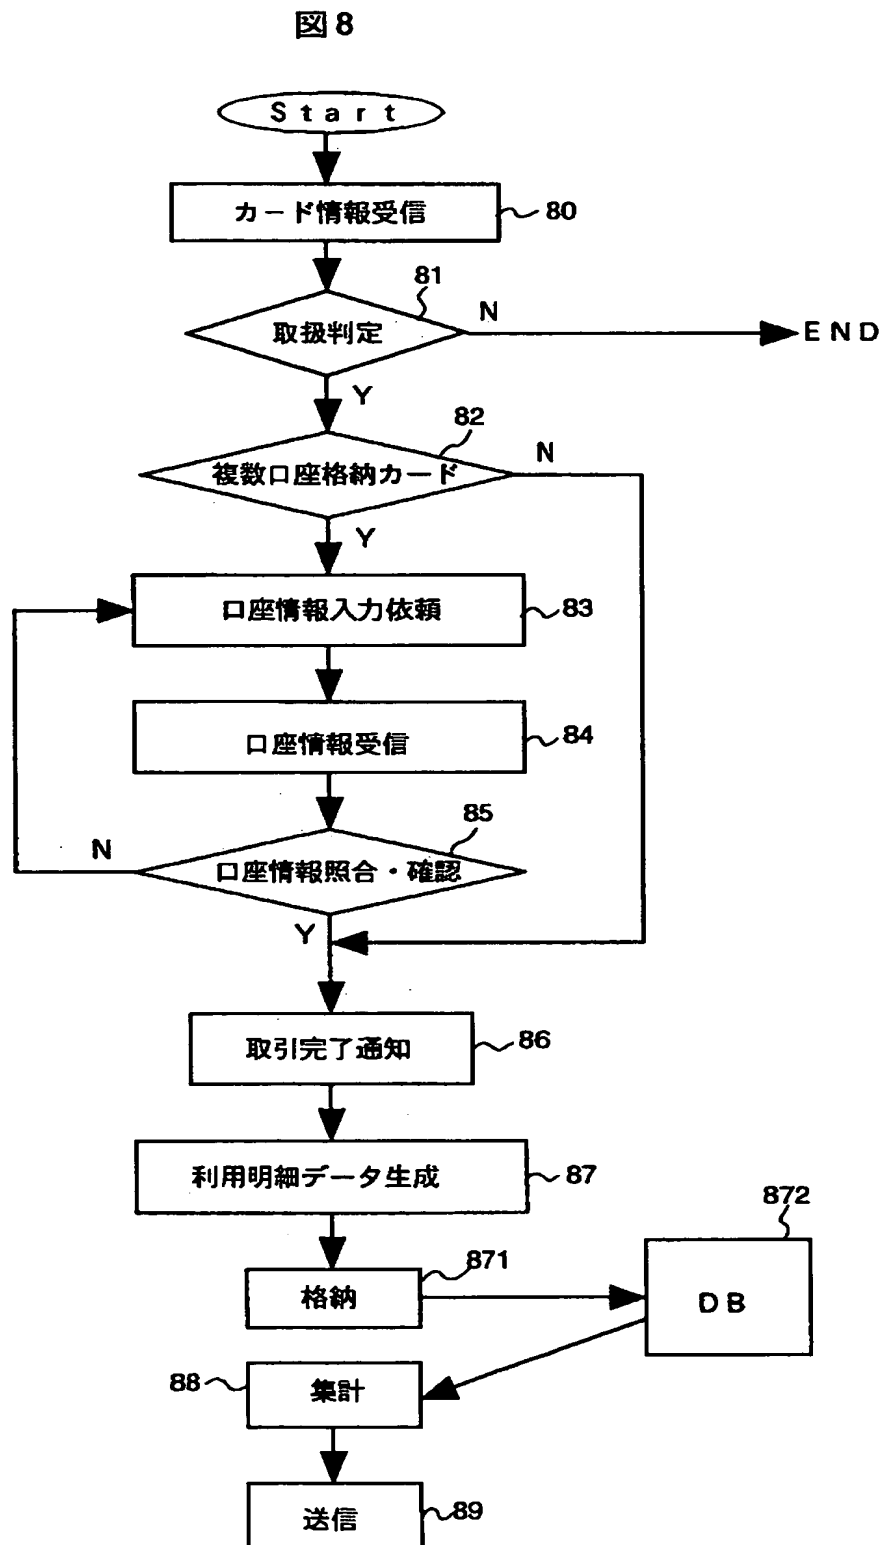 図8
Start
カード情報受信
80
81
取扱判定
N
END
Y
82
複数口座格納カード
N
Y
口座情報入力依頼
83
口座情報受信
84
85
N
口座情報照合・確認
Y
取引完了通知
86
利用明細データ生成
87
872
871
格納
DB
88
集計
送信
89